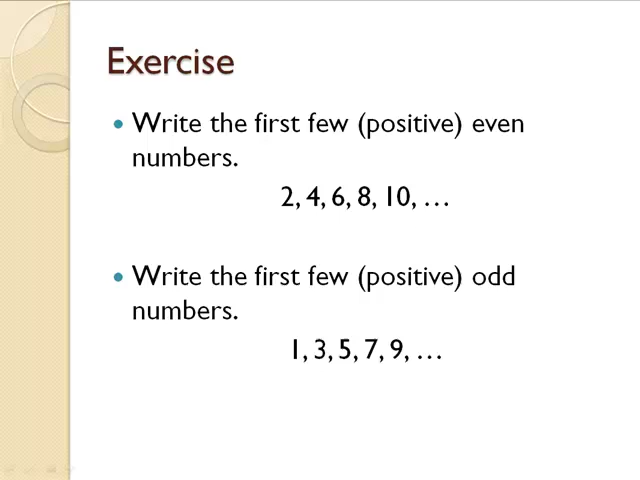 Exercise
• Write the first few (positive) even
numbers.
2, 4, 6, 8, 10, …
• Write the first few (positive) odd
numbers.
1, 3, 5, 7, 9, …